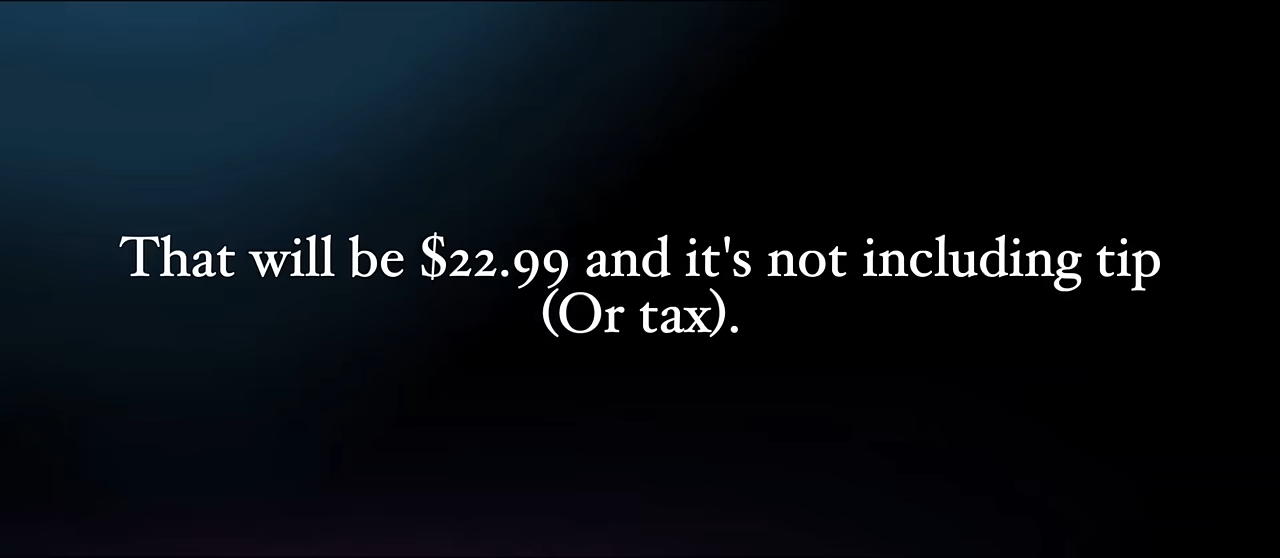 That will be $22.99 and it's not including tip
(Or tax).